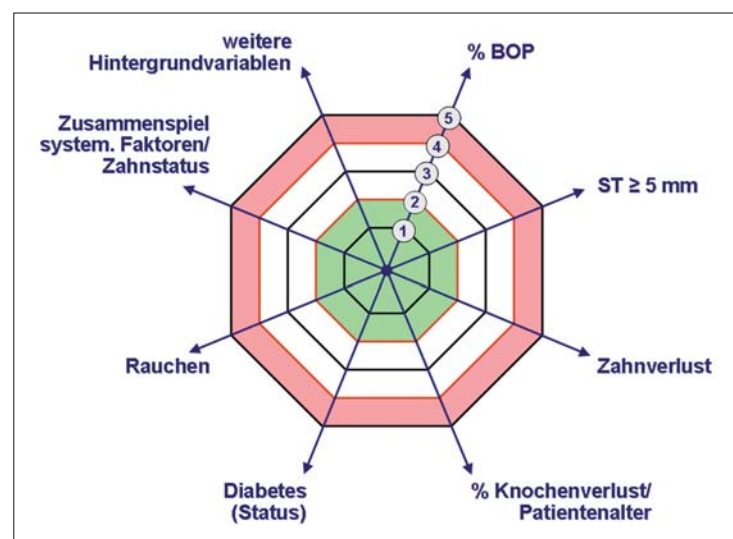 weitere
Hintergrundvariablen
% BOP
Zusammenspiel
system. Faktoren/
Zahnstatus
5
4
3
2
1
ST ≥ 5 mm
Rauchen
Zahnverlust
Diabetes
(Status)
% Knochenverlust/
Patientenalter